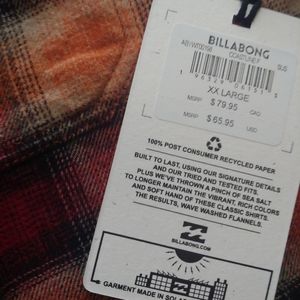 BILLABONG
COASTLINE F
SUS
XX LARGE
MSRP $ 79.95 CAD
MSRP $ 65.95 USD
100% POST CONSUMER RECYCLED PAPER
BUILT TO LAST, USING OUR SIGNATURE DETAILS
AND OUR TRIED AND TESTED FITS,
PLUS WE'VE THROWN A PINCH OF SEA SALT
TO LONGER MAINTAIN THE VIBRANT, RICH COLORS
AND SOFT HAND OF THESE CLASSIC SHIRTS.
THE RESULTS, WAVE WASHED FLANNELS.
BILLABONG.COM
GARMENT MADE IN